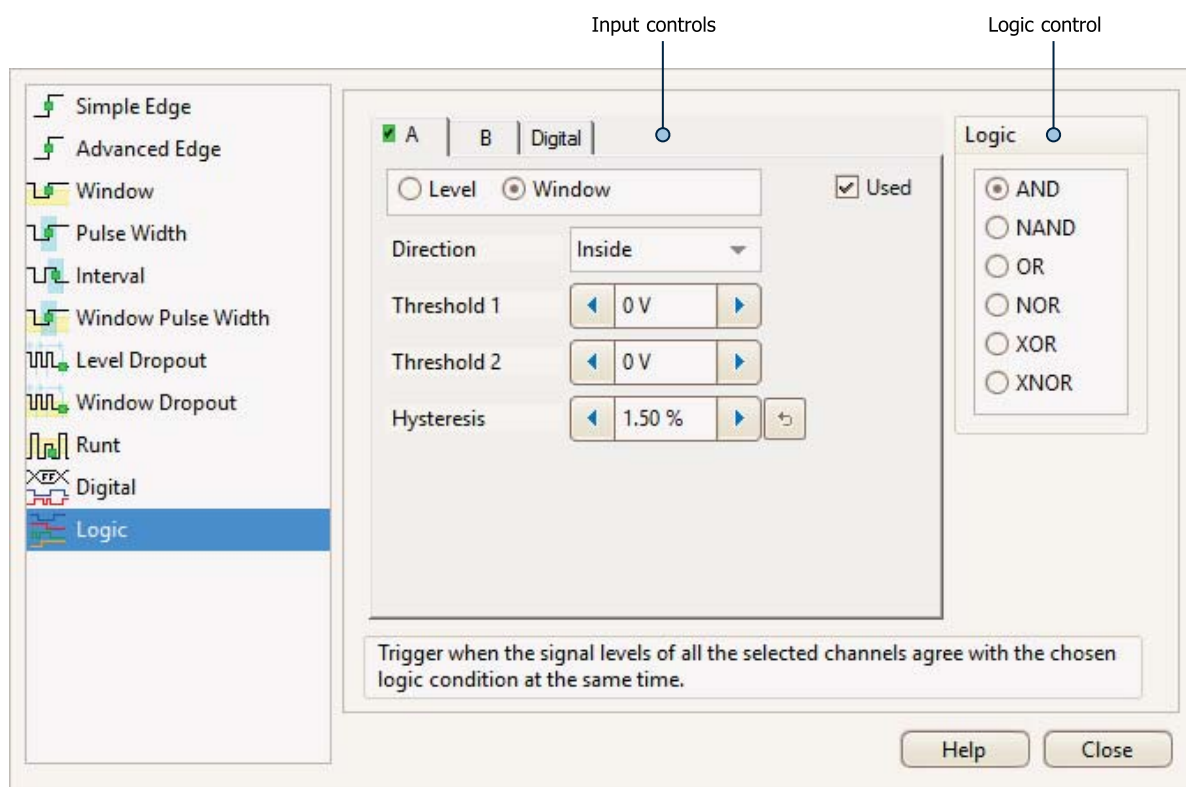 Input controls
Logic control
Simple Edge
Advanced Edge
Window
Pulse Width
Interval
Window Pulse Width
Level Dropout
Window Dropout
Runt
FF
Digital
Logic
A B Digital
Level Window Used
Direction Inside
Threshold 1 0 V
Threshold 2 0 V
Hysteresis 1.50 %
Logic
AND
NAND
OR
NOR
XOR
XNOR
Trigger when the signal levels of all the selected channels agree with the chosen
logic condition at the same time.
Help Close